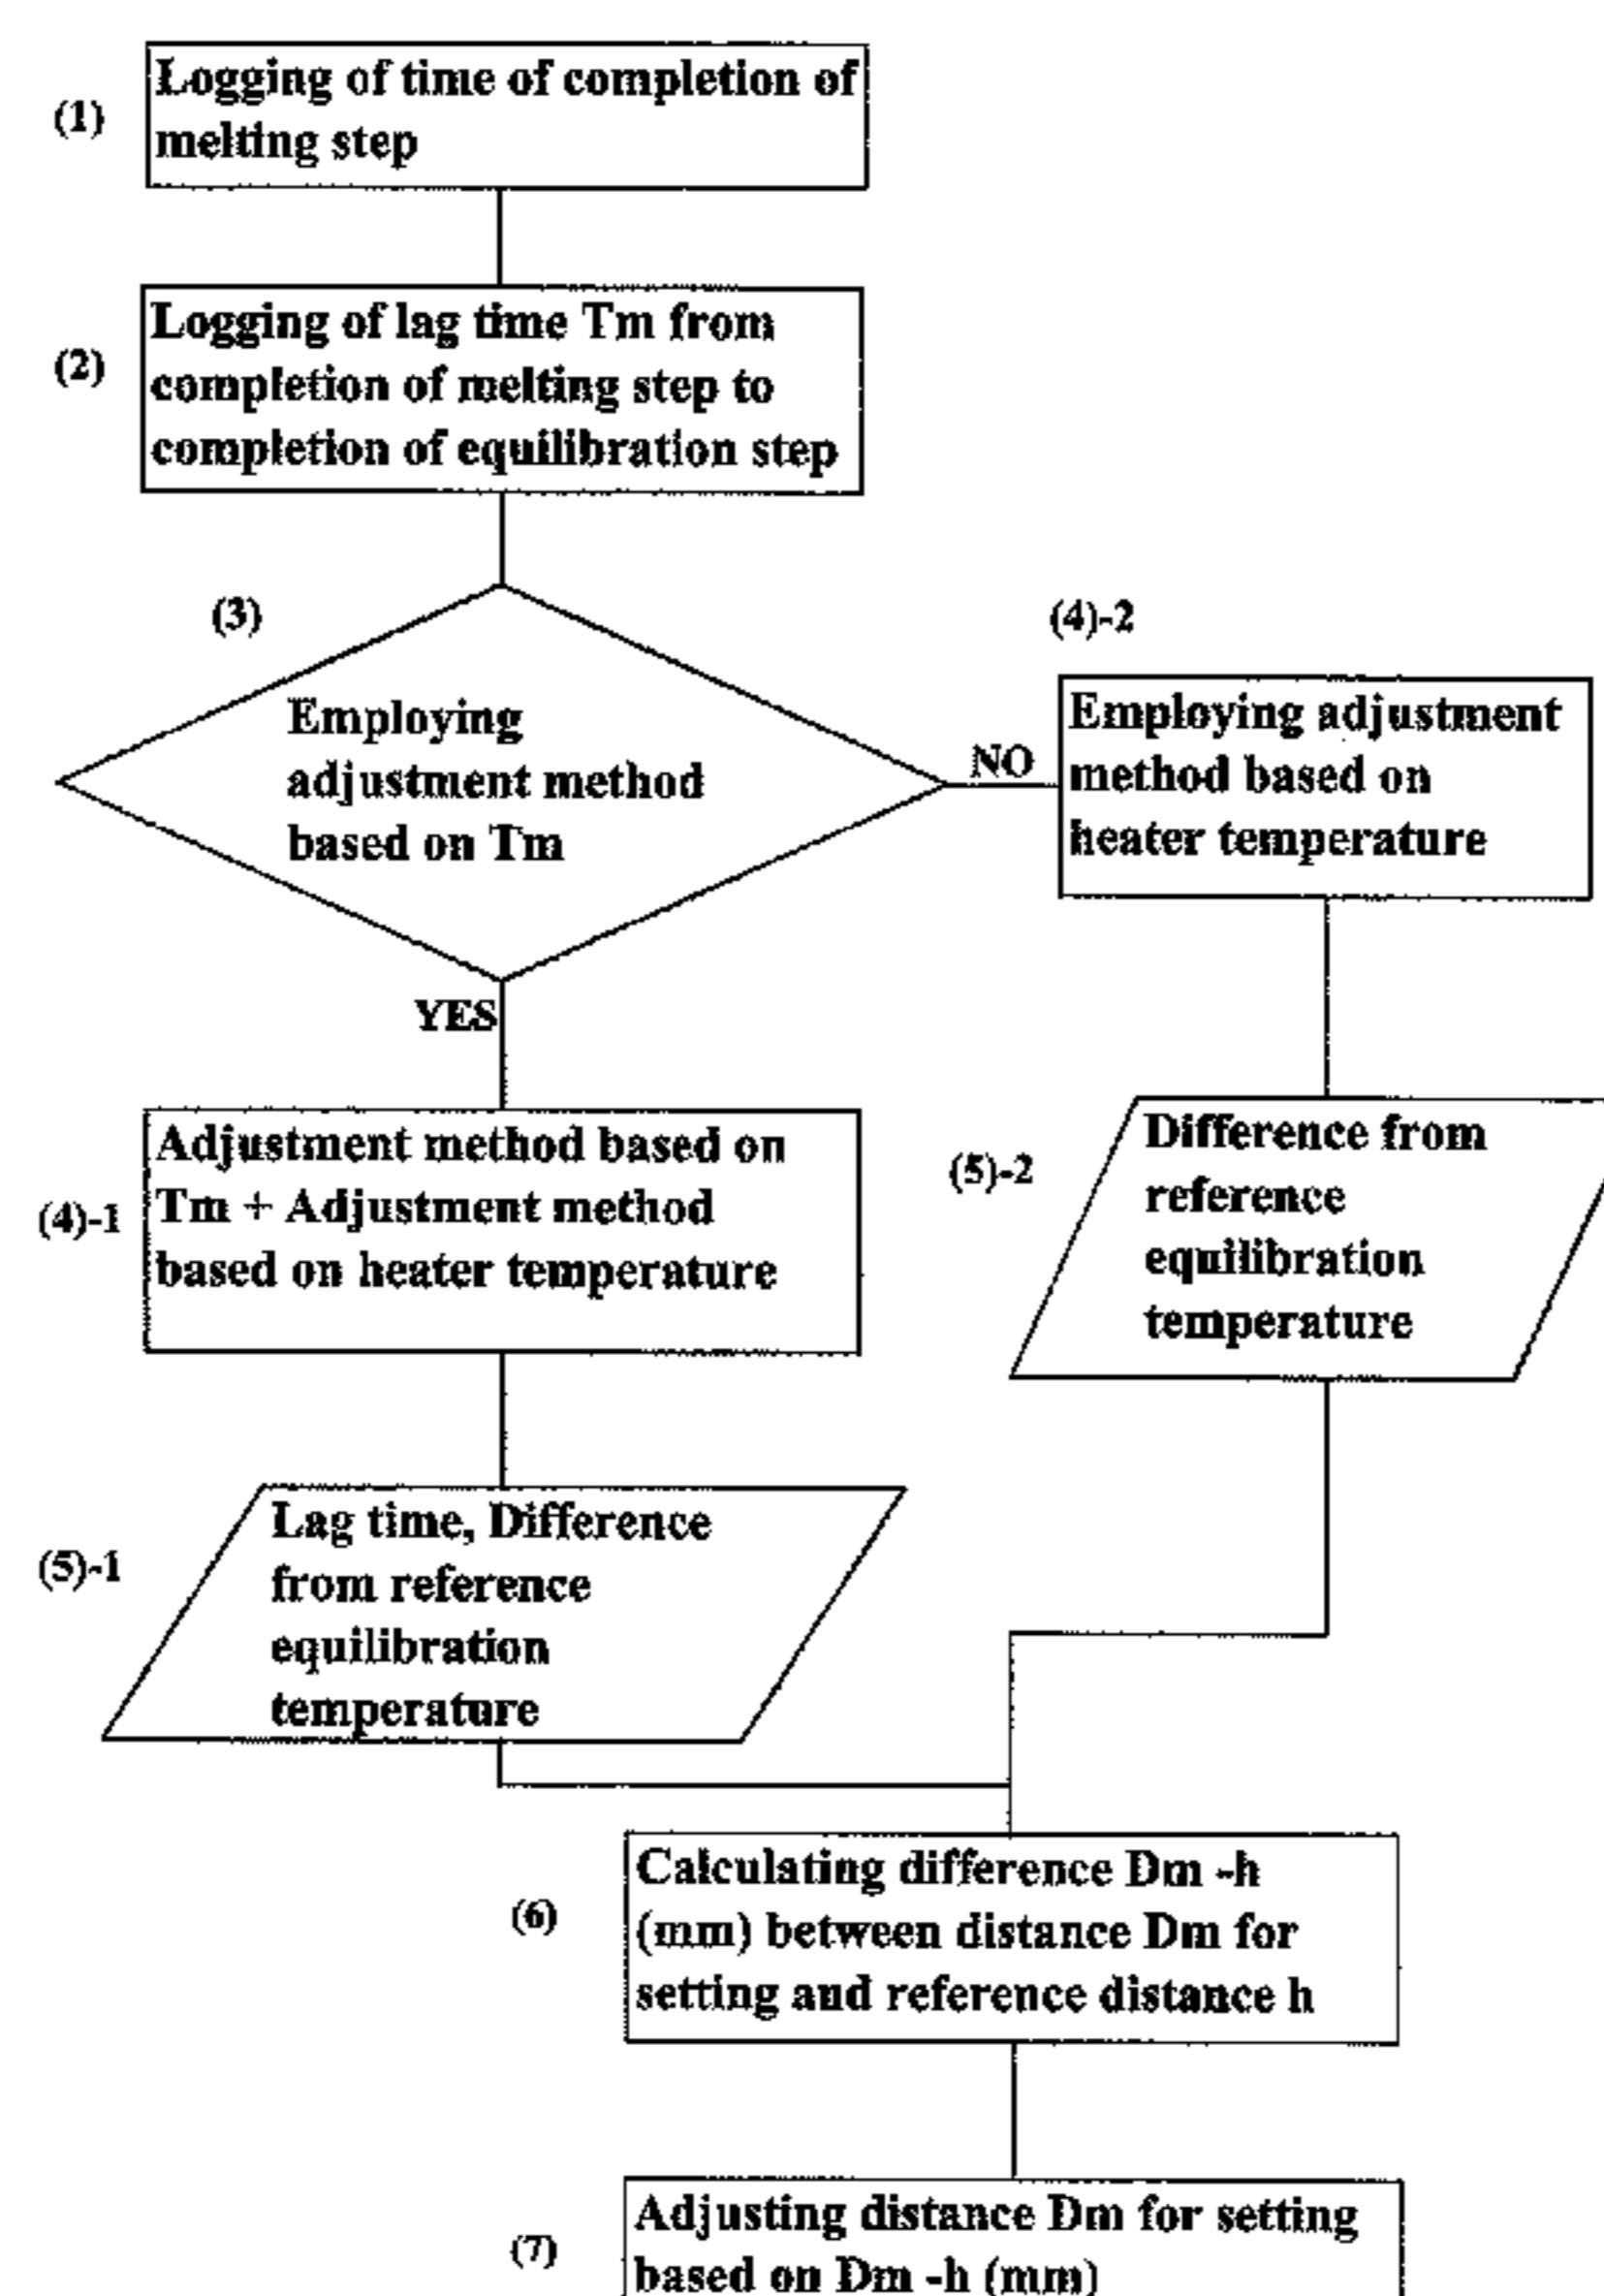 (1)
Logging of time of completion of
melting step
(2)
Logging of lag time Tm from
completion of melting step to
completion of equilibration step
(3)
Employing
adjustment method
based on Tm
NO
(4)-2
Employing adjustment
method based on
heater temperature
YES
(4)-1
Adjustment method based on
Tm + Adjustment method
based on heater temperature
(5)-2
Difference from
reference
equilibration
temperature
(5)-1
Lag time, Difference
from reference
equilibration
temperature
(6)
Calculating difference Dm -h
(mm) between distance Dm for
setting and reference distance h
(7)
Adjusting distance Dm for setting
based on Dm -h (mm)